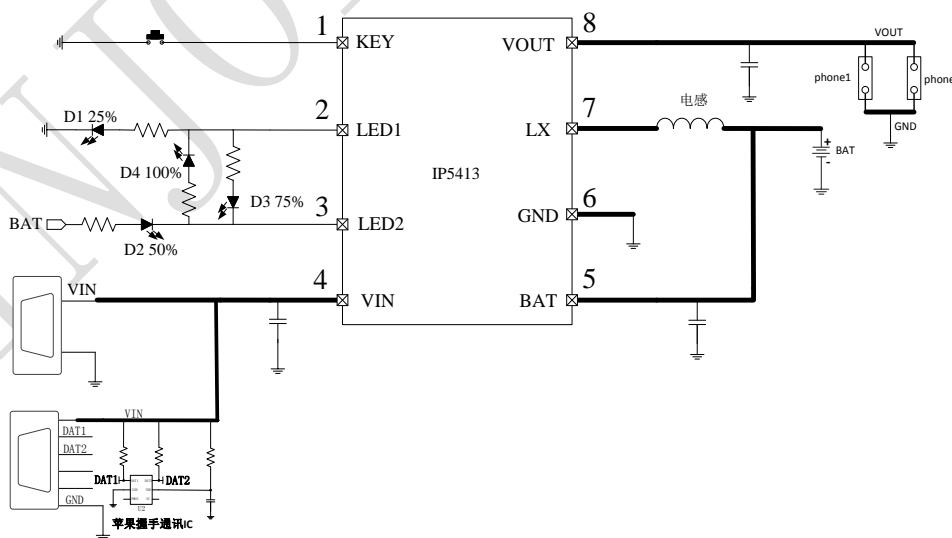 1
KEY
8
VOUT
VOUT
phone1
phone
GND
D1 25%
2
LED1
7
LX
电感
+
BAT
-
D4 100%
IP5413
D3 75%
3
LED2
6
GND
BAT
D2 50%
VIN
4
VIN
5
BAT
VIN
DAT1
DAT2
DAT1
DAT2
GND
U2
苹果握手通讯IC